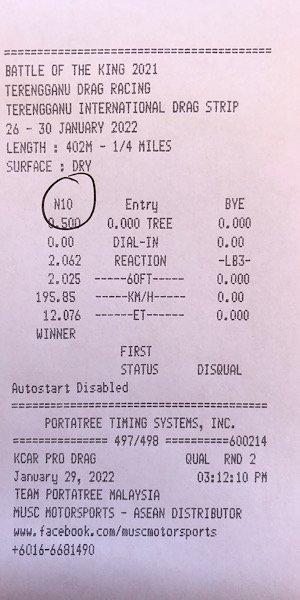 ========================================
BATTLE OF THE KING 2021
TERENGGANU DRAG RACING
TERENGGANU INTERNATIONAL DRAG STRIP
26 - 30 JANUARY 2022
LENGTH : 402M - 1/4 MILES
SURFACE : DRY
N10 Entry BYE
0.500 0.000 TREE 0.000
0.00 DIAL-IN 0.00
2.062 REACTION -LB3-
2.025 -----60FT----- 0.000
195.85 -----KM/H----- 0.00
12.076 ------ET------ 0.000
WINNER
FIRST
STATUS DISQUAL
Autostart Disabled
========================================
PORTATREE TIMING SYSTEMS, INC.
=============== 497/498 ==========600214
KCAR PRO DRAG QUAL RND 2
January 29, 2022 03:12:10 PM
TEAM PORTATREE MALAYSIA
MUSC MOTORSPORTS - ASEAN DISTRIBUTOR
www.facebook.com/muscmotorsports
+6016-6681490